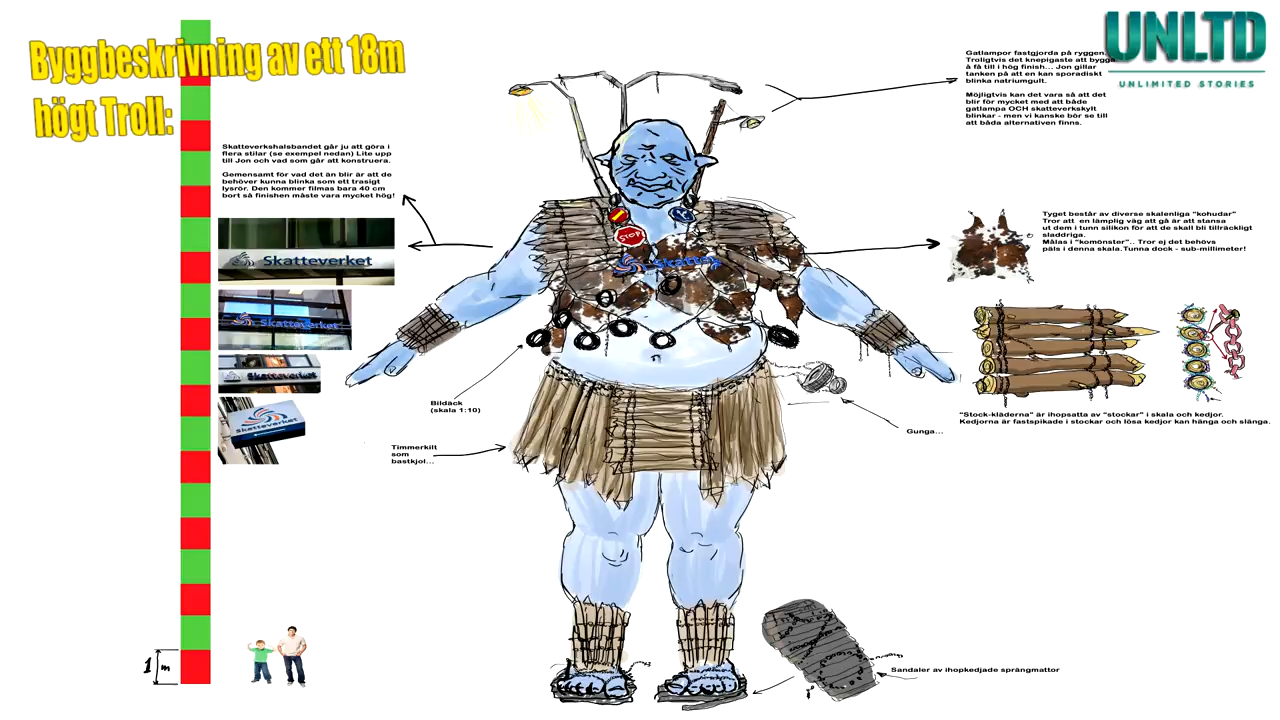 Byggbeskrivning av ett 18m
högt Troll:
UNLTD
UNLIMITED STORIES
Gatlampor fastgjorda på ryggen.
Troligtvis det knepigaste att bygga
å få till i hög finish... Jon gillar
tanken på att en kan sporadiskt
blinka natriumgult.
Möjligtvis kan det vara så att det
blir för mycket med att både
gatlampa OCH skatteverkskylt
blinkar - men vi kanske bör se till
att båda alternativen finns.
Skatteverkshalsbandet går ju att göra i
flera stilar (se exempel nedan) Lite upp
till Jon och vad som går att konstruera.
Gemensamt för vad det än blir är att de
behöver kunna blinka som ett trasigt
lysrör. Den kommer filmas bara 40 cm
bort så finishen måste vara mycket hög!
Skatteverket
Skatteverket
Skatteverket
Skatteverket
STOP
Skattev
Tyget består av diverse skalenliga "kohudar"
Tror att en lämplig väg att gå är att stansa
ut dem i tunn silikon för att de skall bli tillräckligt
sladdriga.
Målas i "komönster".. Tror ej det behövs
päls i denna skala.Tunna dock - sub-millimeter!
"Stock-kläderna" är ihopsatta av "stockar" i skala och kedjor.
Kedjorna är fastspikade i stockar och lösa kedjor kan hänga och slänga.
Bildäck
(skala 1:10)
Gunga...
Timmerkilt
som
bastkjol...
1 m
Sandaler av ihopkedjade sprängmattor